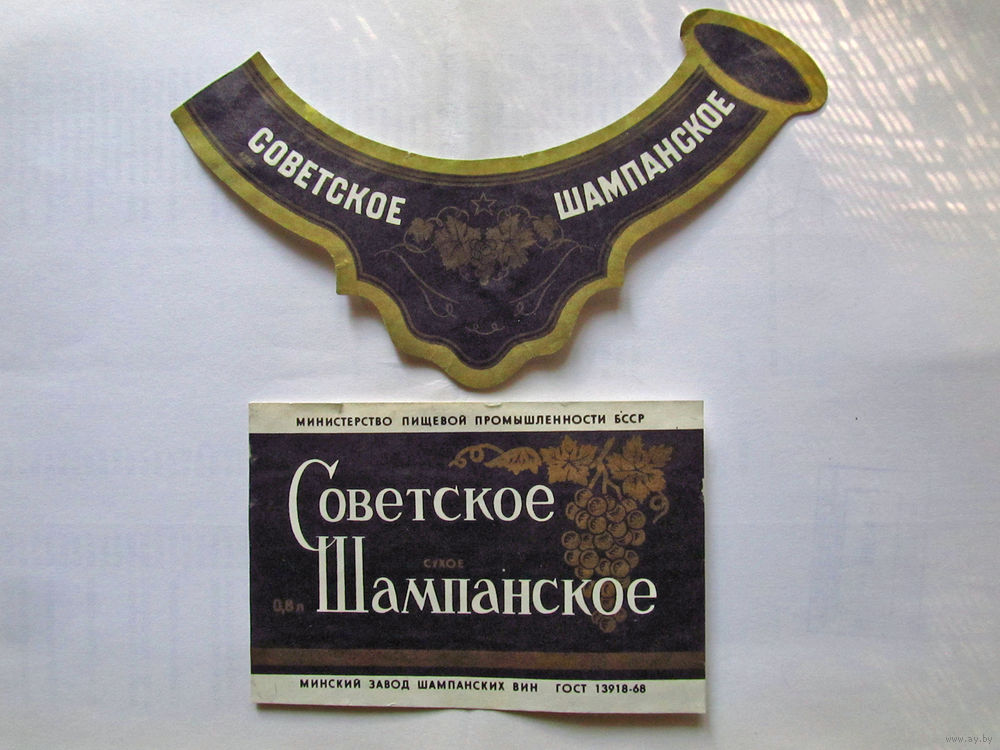 СОВЕТСКОЕ ШАМПАНСКОЕ
МИНИСТЕРСТВО ПИЩЕВОЙ ПРОМЫШЛЕННОСТИ БССР
Советское
СУХОЕ
Шампанское
0,8 л
МИНСКИЙ ЗАВОД ШАМПАНСКИХ ВИН ГОСТ 13918-68
www.ay.by